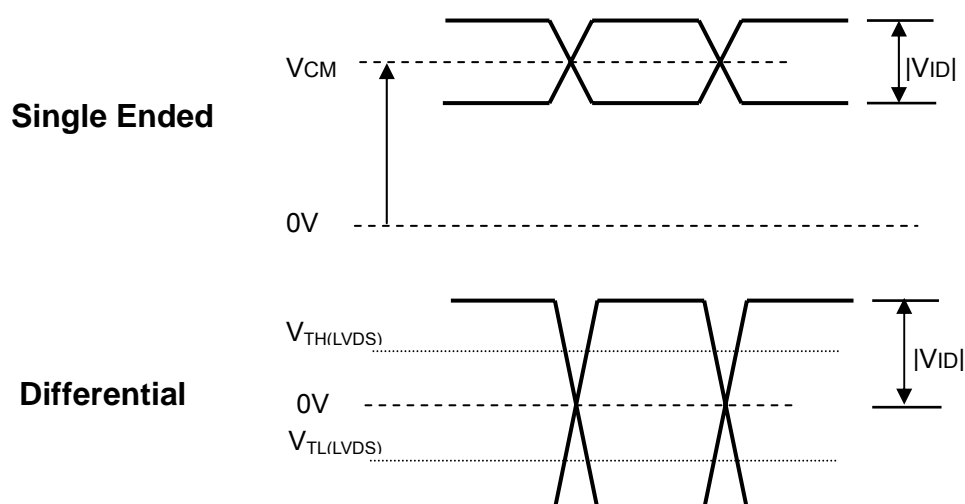 VCM
|VID|
Single Ended
0V
VTH(LVDS)
|VID|
Differential
0V
VTL(LVDS)